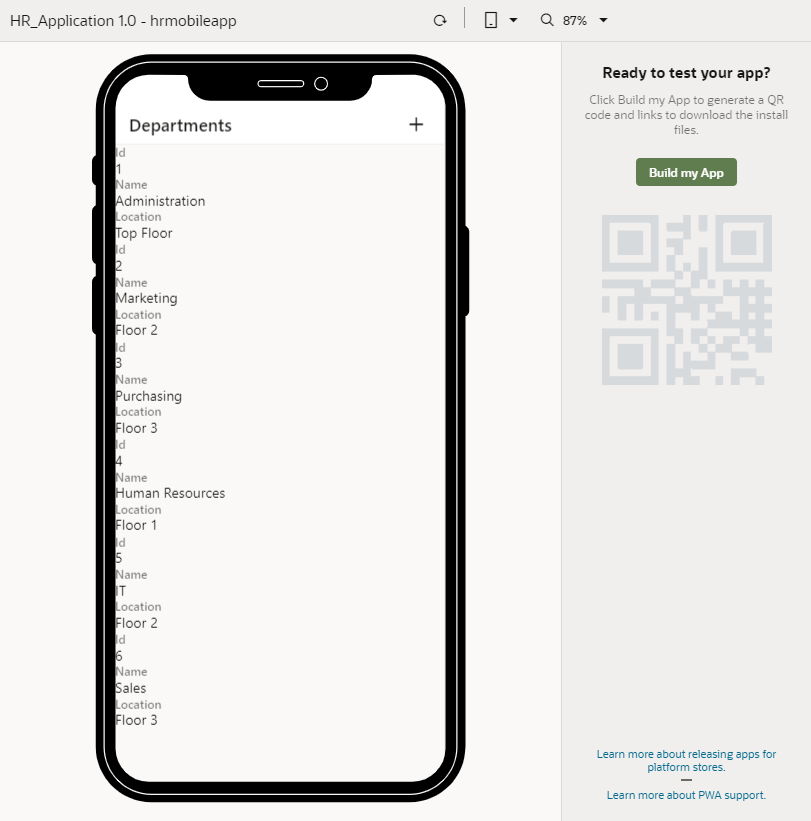 HR_Application 1.0 - hrmobileapp
87%
Departments
Id
1
Name
Administration
Location
Top Floor
Id
2
Name
Marketing
Location
Floor 2
Id
3
Name
Purchasing
Location
Floor 3
Id
4
Name
Human Resources
Location
Floor 1
Id
5
Name
IT
Location
Floor 2
Id
6
Name
Sales
Location
Floor 3
Ready to test your app?
Click Build my App to generate a QR
code and links to download the install
files.
Build my App
Learn more about releasing apps for
platform stores.
Learn more about PWA support.